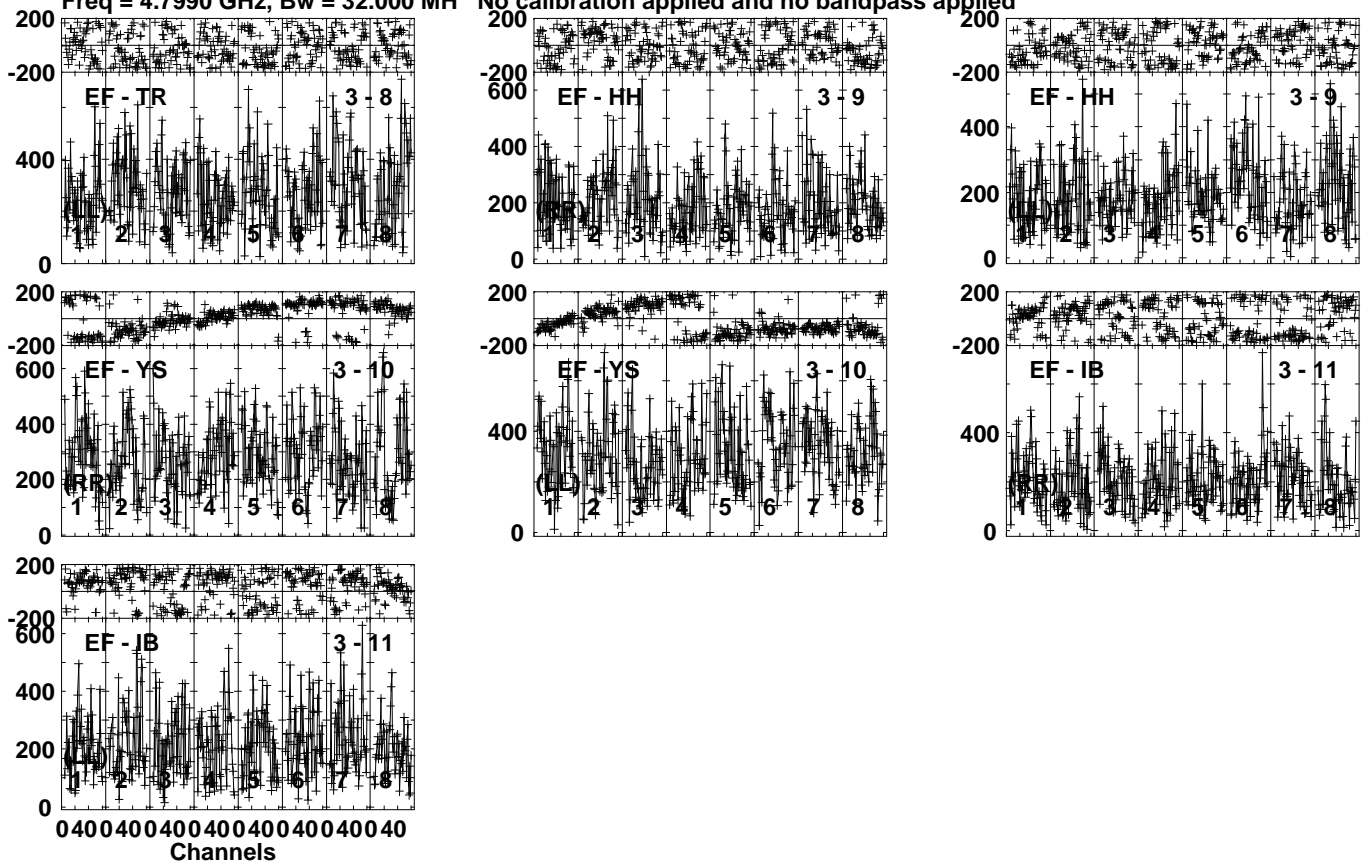 Freq = 4.7990 GHz, Bw = 32.000 MH No calibration applied and no bandpass applied
200
-200
EF - TR 3 - 8
400
(LL)
1 2 3 4 5 6 7 8
0
200
-200
600
EF - HH 3 - 9
400
200
(RR)
1 2 3 4 5 6 7 8
0
200
-200
EF - HH 3 - 9
400
200
(LL)
1 2 3 4 5 6 7 8
0
200
-200
600
EF - YS 3 - 10
400
200
(RR)
1 2 3 4 5 6 7 8
0
200
-200
EF - YS 3 - 10
400
(LL)
1 2 3 4 5 6 7 8
0
200
-200
EF - IB 3 - 11
400
(RR)
1 2 3 4 5 6 7 8
0
200
-200
600
EF - IB 3 - 11
400
200
(LL)
1 2 3 4 5 6 7 8
0
0 40 0 40 0 40 0 40 0 40 0 40 0 40 0 40
Channels